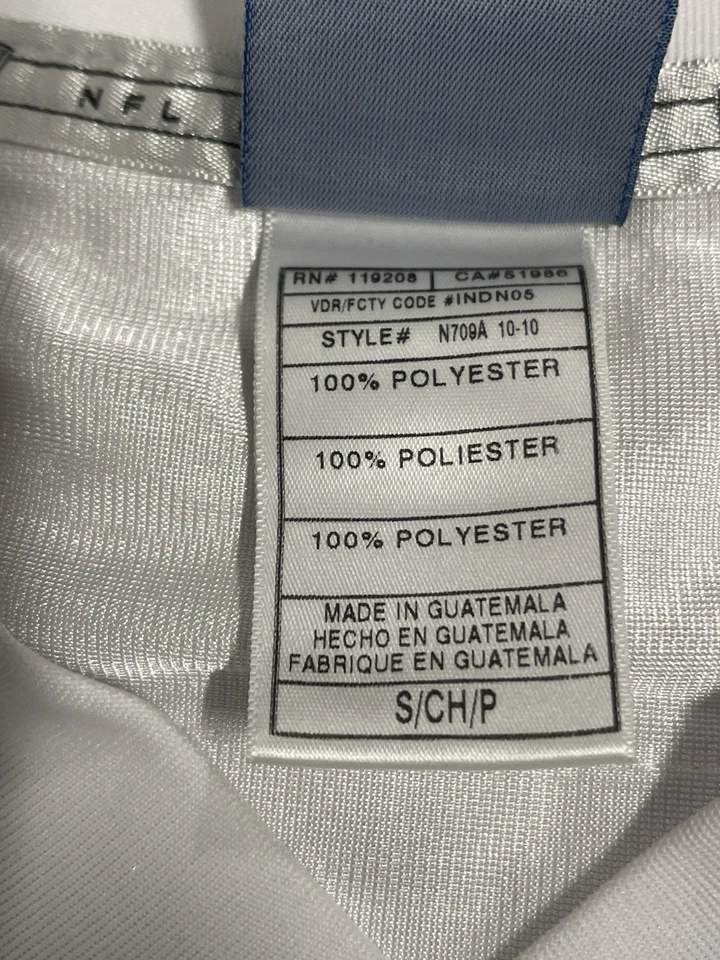 NFL
RN# 119208 CA#51986
VDR/FCTY CODE #INDN05
STYLE# N709A 10-10
100% POLYESTER
100% POLIESTER
100% POLYESTER
MADE IN GUATEMALA
HECHO EN GUATEMALA
FABRIQUE EN GUATEMALA
S/CH/P